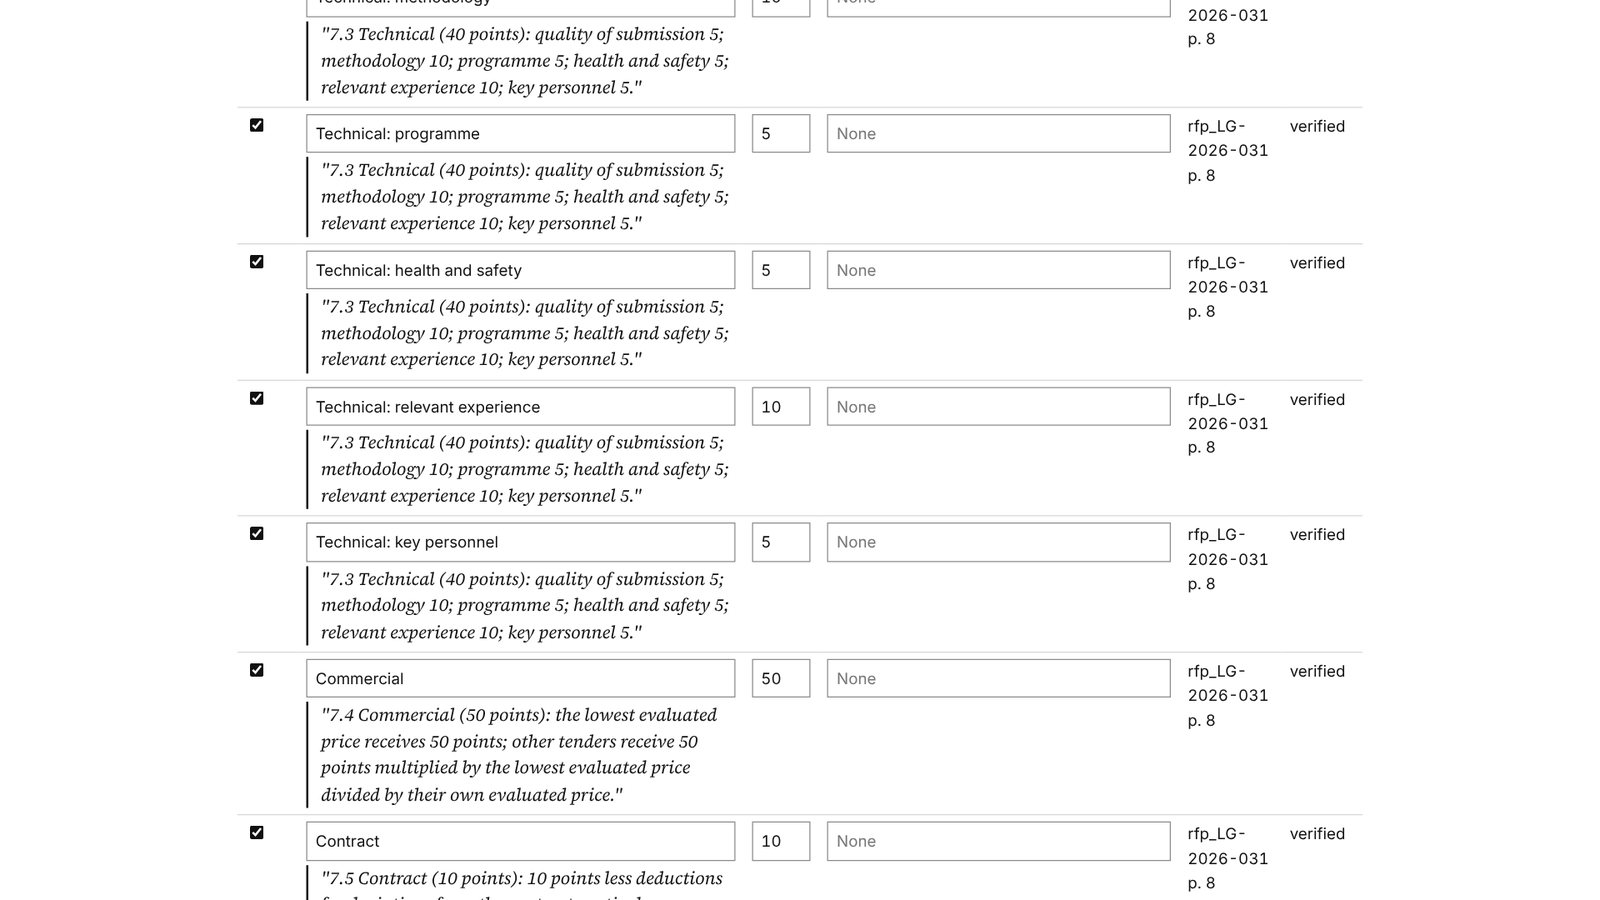 2026-031
p. 8
"7.3 Technical (40 points): quality of submission 5;
methodology 10; programme 5; health and safety 5;
relevant experience 10; key personnel 5."
Technical: programme
5
None
rfp_LG-
2026-031
p. 8
verified
"7.3 Technical (40 points): quality of submission 5;
methodology 10; programme 5; health and safety 5;
relevant experience 10; key personnel 5."
Technical: health and safety
5
None
rfp_LG-
2026-031
p. 8
verified
"7.3 Technical (40 points): quality of submission 5;
methodology 10; programme 5; health and safety 5;
relevant experience 10; key personnel 5."
Technical: relevant experience
10
None
rfp_LG-
2026-031
p. 8
verified
"7.3 Technical (40 points): quality of submission 5;
methodology 10; programme 5; health and safety 5;
relevant experience 10; key personnel 5."
Technical: key personnel
5
None
rfp_LG-
2026-031
p. 8
verified
"7.3 Technical (40 points): quality of submission 5;
methodology 10; programme 5; health and safety 5;
relevant experience 10; key personnel 5."
Commercial
50
None
rfp_LG-
2026-031
p. 8
verified
"7.4 Commercial (50 points): the lowest evaluated
price receives 50 points; other tenders receive 50
points multiplied by the lowest evaluated price
divided by their own evaluated price."
Contract
10
None
rfp_LG-
2026-031
p. 8
verified
"7.5 Contract (10 points): 10 points less deductions